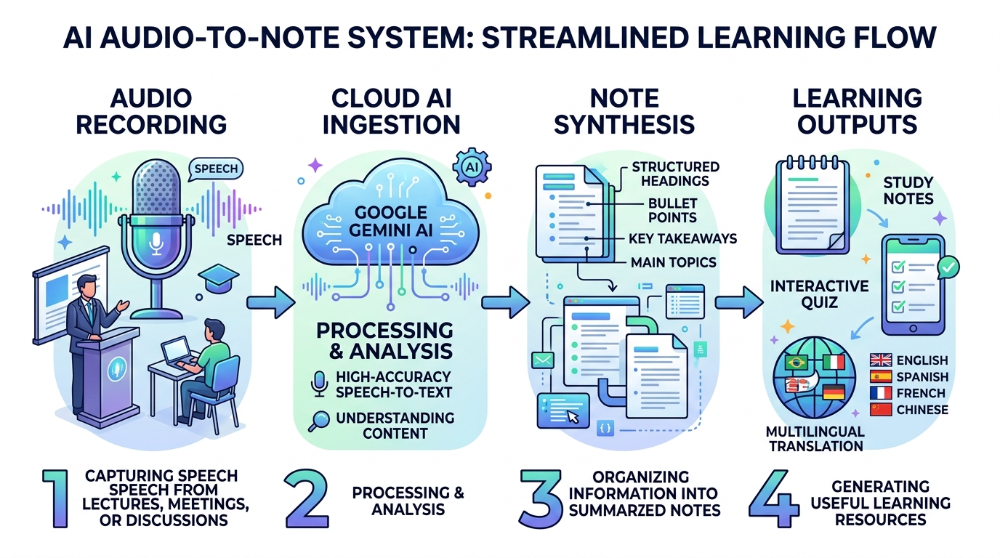 AI AUDIO-TO-NOTE SYSTEM: STREAMLINED LEARNING FLOW
AUDIO
RECORDING
SPEECH
SPEECH
CLOUD AI
INGESTION
AI
GOOGLE
GEMINI AI
PROCESSING
& ANALYSIS
HIGH-ACCURACY
SPEECH-TO-TEXT
UNDERSTANDING
CONTENT
NOTE
SYNTHESIS
STRUCTURED
HEADINGS
BULLET
POINTS
KEY TAKEAWAYS
MAIN TOPICS
{ }
LEARNING
OUTPUTS
STUDY
NOTES
INTERACTIVE
QUIZ
ENGLISH
SPANISH
FRENCH
CHINESE
MULTILINGUAL
TRANSLATION
1
CAPTURING SPEECH
SPEECH FROM
LECTURES, MEETINGS,
OR DISCUSSIONS
2
PROCESSING &
ANALYSIS
3
ORGANIZING
INFORMATION INTO
SUMMARZED NOTES
4
GENERATING
USEFUL LEARNING
RESOURCES